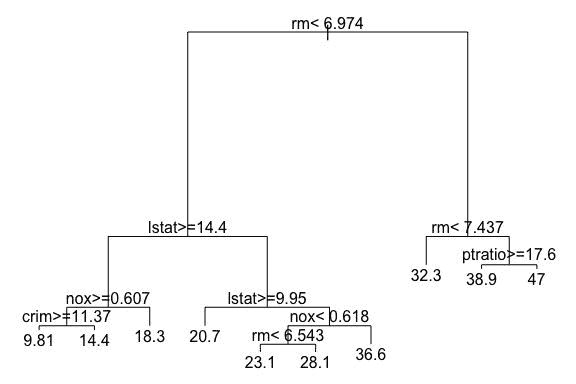 rm< 6.974
lstat>=14.4
rm< 7.437
ptratio>=17.6
32.3
38.9
47
nox>=0.607
lstat>=9.95
crim>=11.37
nox< 0.618
9.81
14.4
18.3
20.7
rm< 6.543
23.1
28.1
36.6